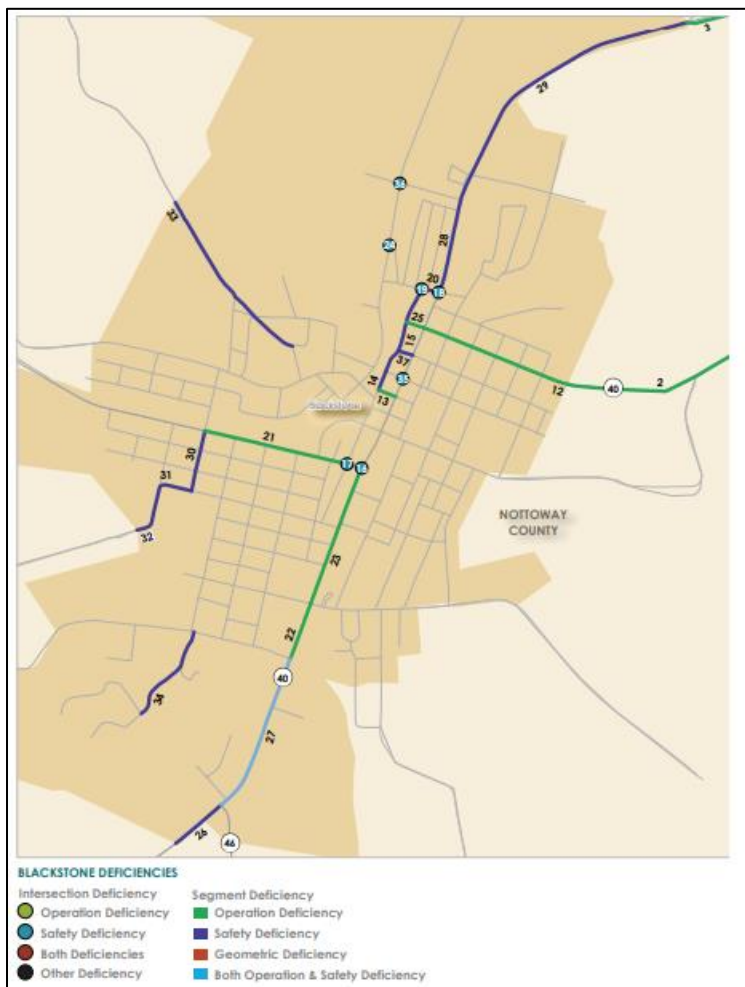 3
29
36
33
28
24
20
19
18
25
15
37
40
2
14
35
12
13
21
30
17
16
31
NOTTOWAY
COUNTY
32
23
22
40
34
27
26
46
BLACKSTONE DEFICIENCIES
Intersection Deficiency
Segment Deficiency
Operation Deficiency
Operation Deficiency
Safety Deficiency
Safety Deficiency
Both Deficiencies
Geometric Deficiency
Other Deficiency
Both Operation & Safety Deficiency